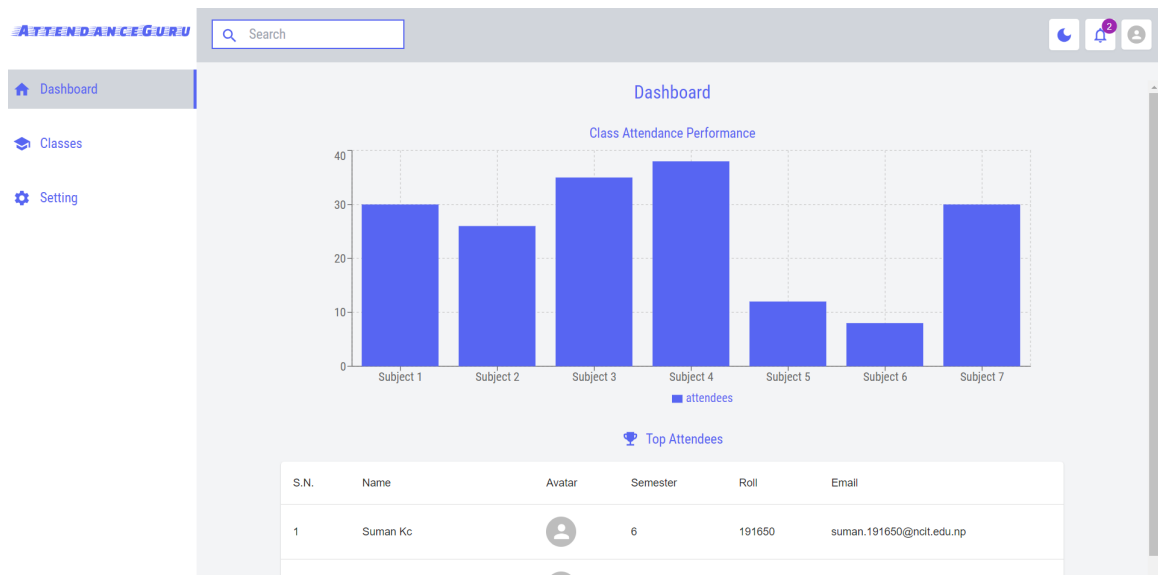 ATTENDANCEGURU
Search
2
Dashboard
Classes
Setting
Dashboard
Class Attendance Performance
40
30
20
10
0
Subject 1 Subject 2 Subject 3 Subject 4 Subject 5 Subject 6 Subject 7
attendees
Top Attendees
S.N. Name Avatar Semester Roll Email
1 Suman Kc 6 191650 suman.191650@ncit.edu.np